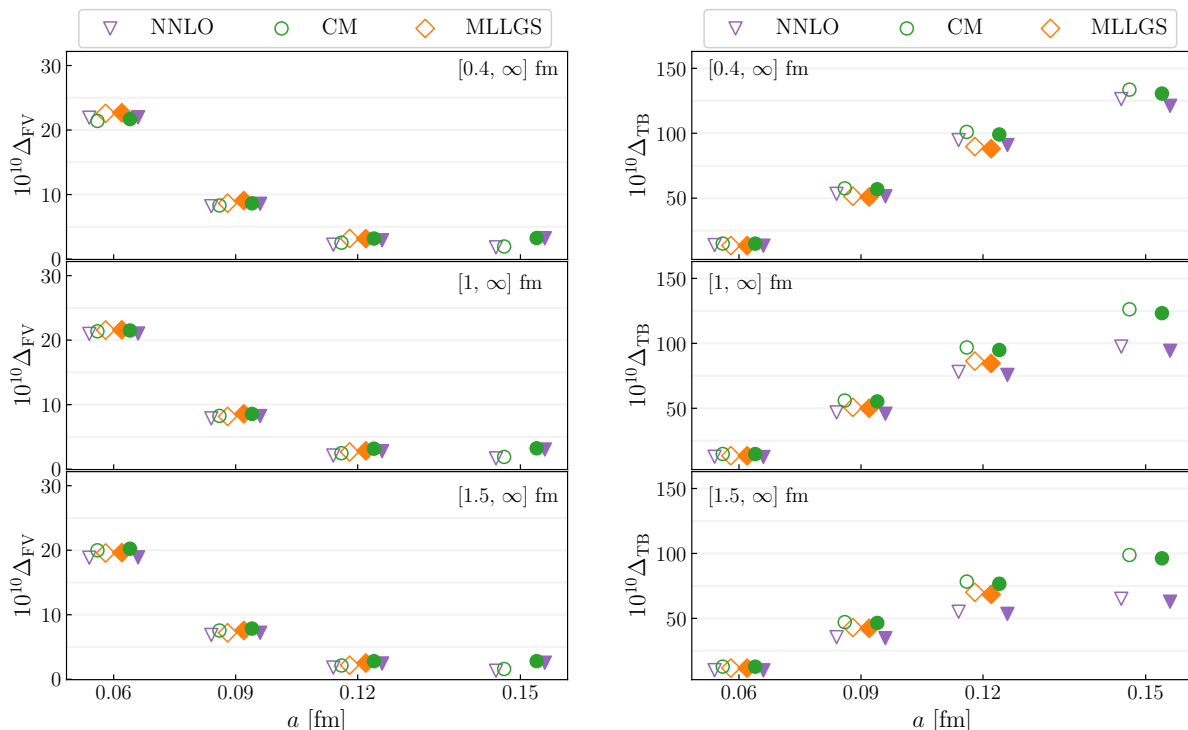 NNLO CM MLLGS
[0.4, ∞] fm
30
20
10
0
10^10 Δ_FV
[1, ∞] fm
30
20
10
0
10^10 Δ_FV
[1.5, ∞] fm
30
20
10
0
10^10 Δ_FV
0.06 0.09 0.12 0.15
a [fm]
NNLO CM MLLGS
[0.4, ∞] fm
150
100
50
10^10 Δ_TB
[1, ∞] fm
150
100
50
10^10 Δ_TB
[1.5, ∞] fm
150
100
50
10^10 Δ_TB
0.06 0.09 0.12 0.15
a [fm]